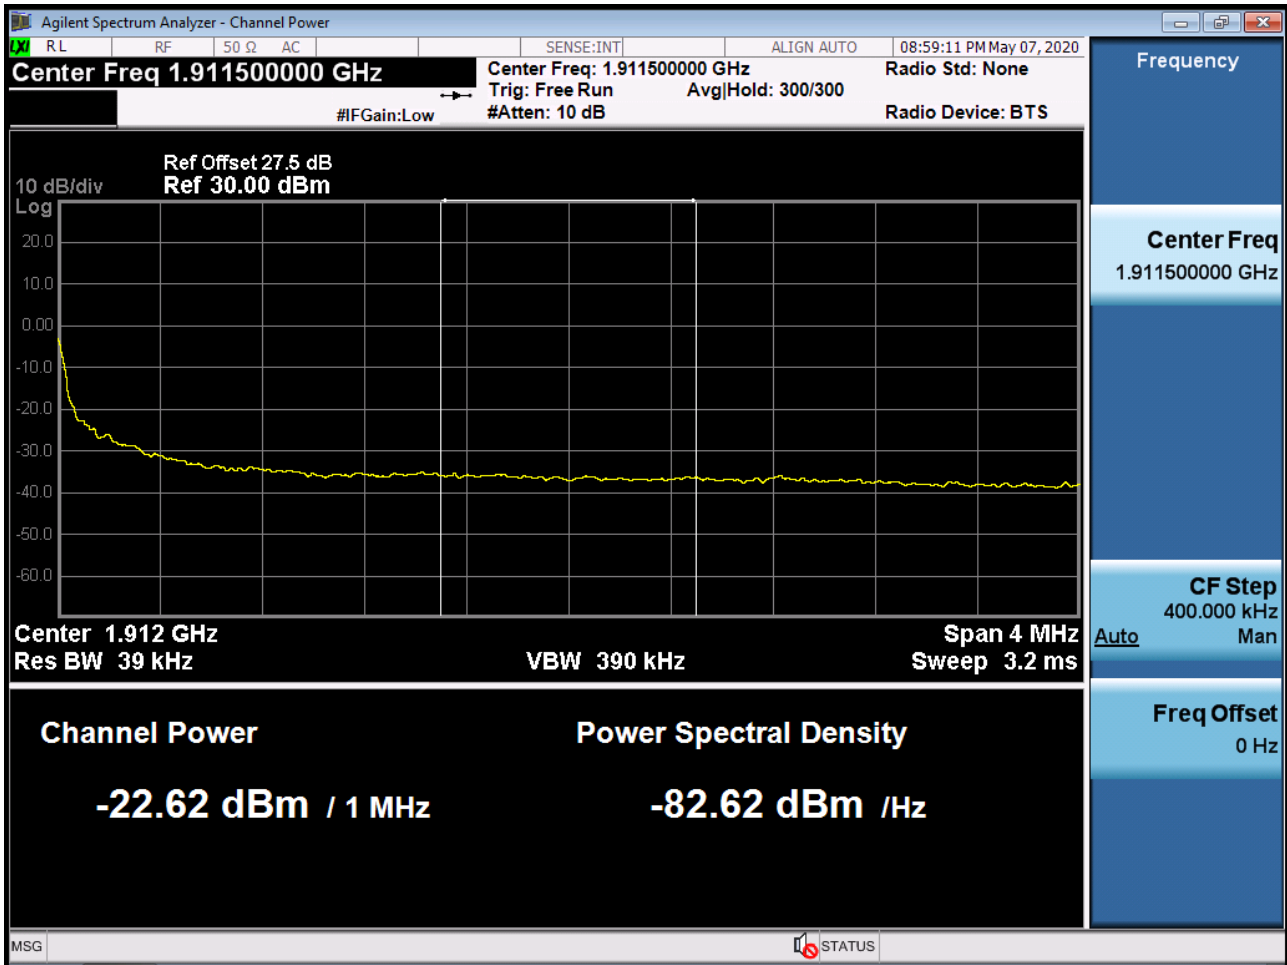 Agilent Spectrum Analyzer - Channel Power
LXI RL RF 50 Ω AC SENSE:INT ALIGN AUTO 08:59:11 PM May 07, 2020
Center Freq 1.911500000 GHz
Center Freq: 1.911500000 GHz Radio Std: None
Trig: Free Run Avg|Hold: 300/300
#IFGain:Low #Atten: 10 dB Radio Device: BTS
Ref Offset 27.5 dB
10 dB/div Ref 30.00 dBm
Log
20.0
10.0
0.00
-10.0
-20.0
-30.0
-40.0
-50.0
-60.0
Center 1.912 GHz Span 4 MHz
Res BW 39 kHz VBW 390 kHz Sweep 3.2 ms
Channel Power Power Spectral Density
-22.62 dBm / 1 MHz -82.62 dBm /Hz
Frequency
Center Freq
1.911500000 GHz
CF Step
400.000 kHz
Auto Man
Freq Offset
0 Hz
MSG STATUS